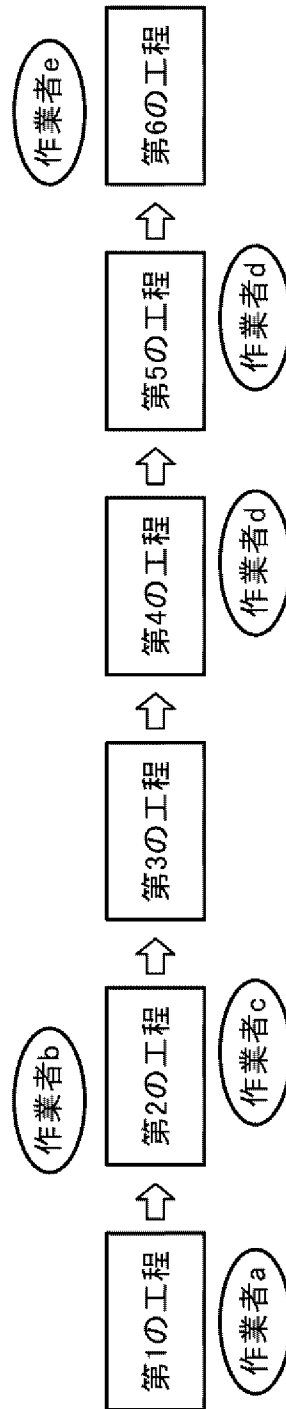 作業者b
作業者e
第1の工程
第2の工程
第3の工程
第4の工程
第5の工程
第6の工程
作業者a
作業者c
作業者d
作業者d